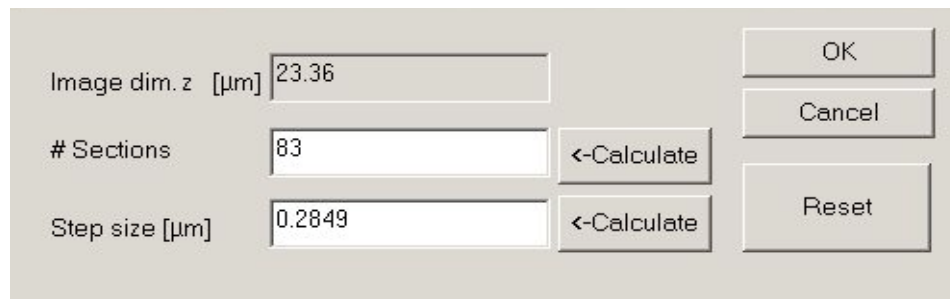 Image dim. z [µm] 23.36
OK
Cancel
# Sections 83 <-Calculate
Step size [µm] 0.2849 <-Calculate
Reset